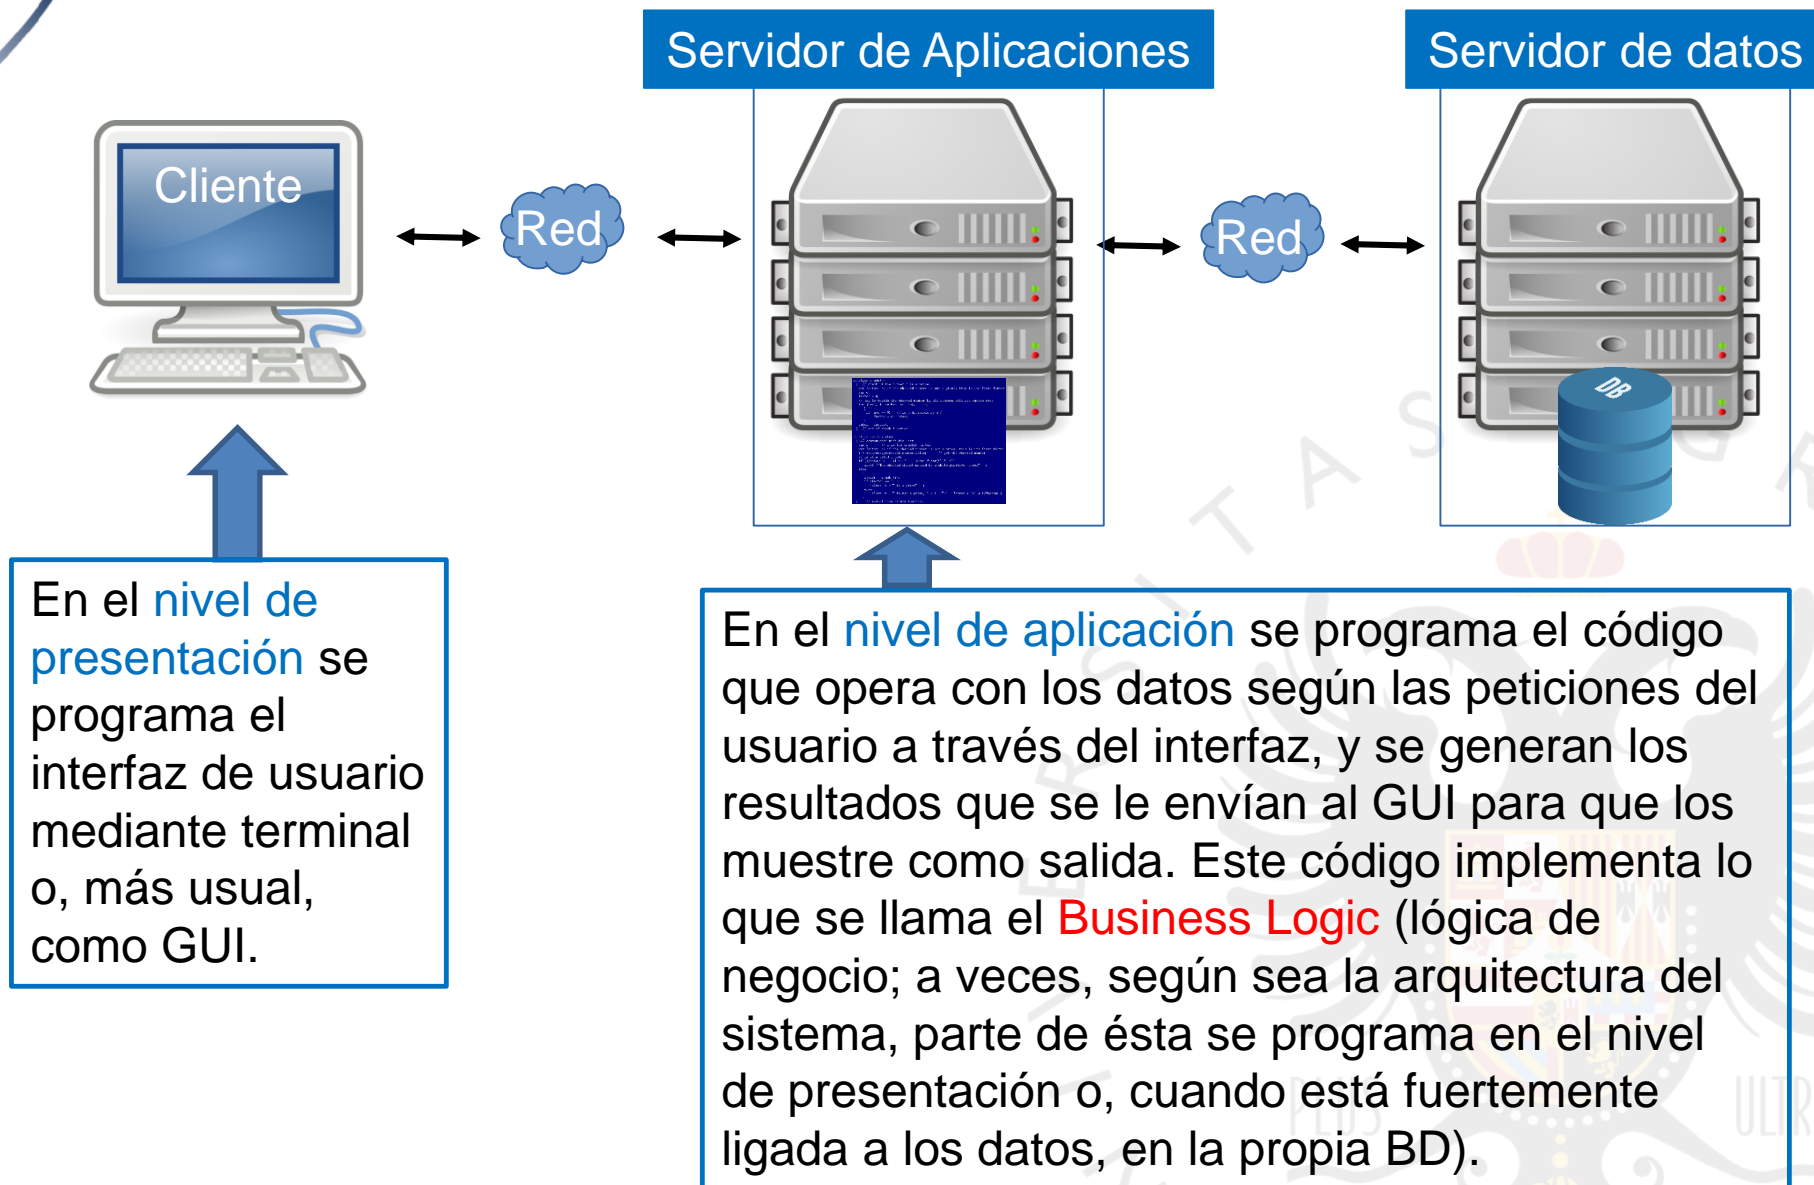 Servidor de Aplicaciones
Servidor de datos
Cliente
Red
Red
DB
En el nivel de
presentación se
programa el
interfaz de usuario
mediante terminal
o, más usual,
como GUI.
En el nivel de aplicación se programa el código
que opera con los datos según las peticiones del
usuario a través del interfaz, y se generan los
resultados que se le envían al GUI para que los
muestre como salida. Este código implementa lo
que se llama el Business Logic (lógica de
negocio; a veces, según sea la arquitectura del
sistema, parte de ésta se programa en el nivel
de presentación o, cuando está fuertemente
ligada a los datos, en la propia BD).
PLUS